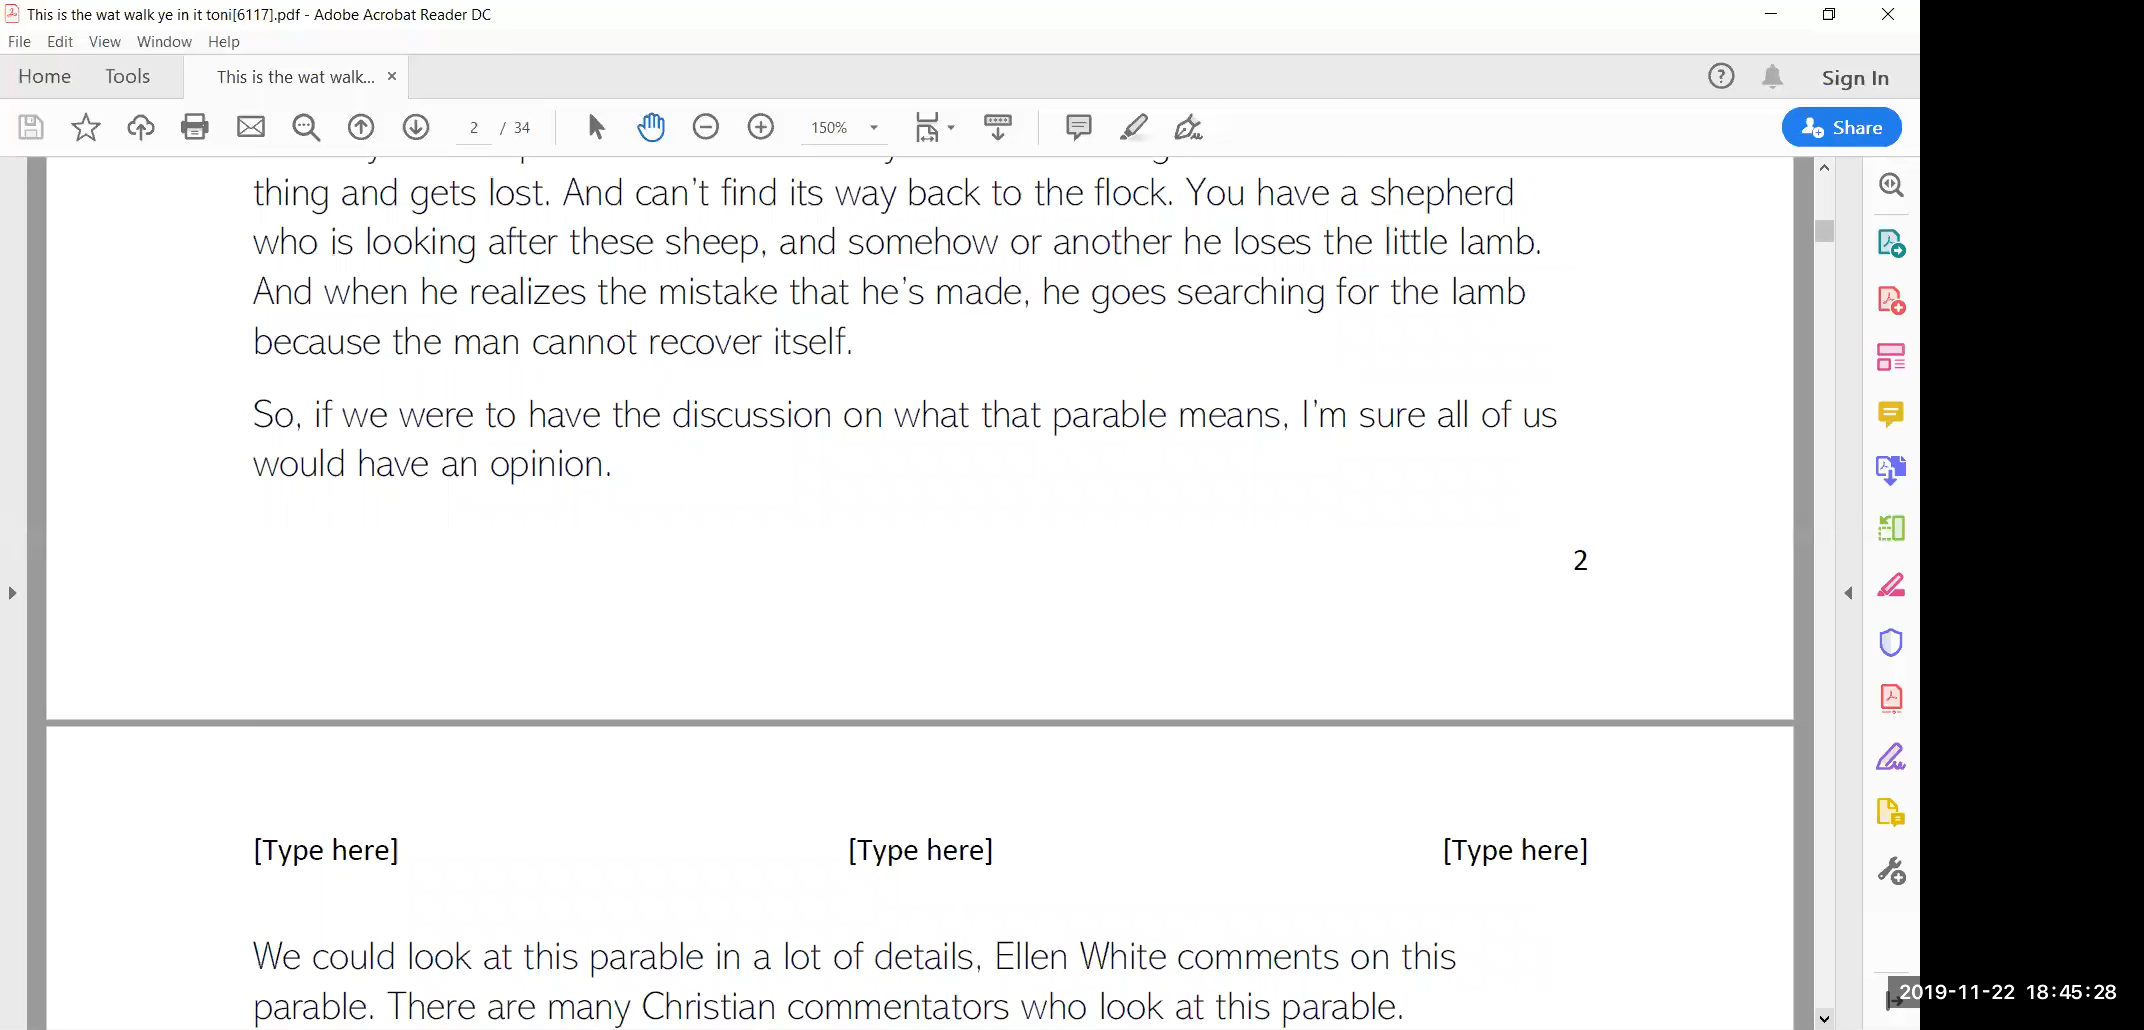 This is the wat walk ye in it toni[6117].pdf - Adobe Acrobat Reader DC
File Edit View Window Help
Home Tools This is the wat walk... × Sign In
2 / 34 150% Share
thing and gets lost. And can't find its way back to the flock. You have a shepherd
who is looking after these sheep, and somehow or another he loses the little lamb.
And when he realizes the mistake that he's made, he goes searching for the lamb
because the man cannot recover itself.
So, if we were to have the discussion on what that parable means, I'm sure all of us
would have an opinion.
2
[Type here] [Type here] [Type here]
We could look at this parable in a lot of details, Ellen White comments on this
parable. There are many Christian commentators who look at this parable.
2019-11-22 18:45:28